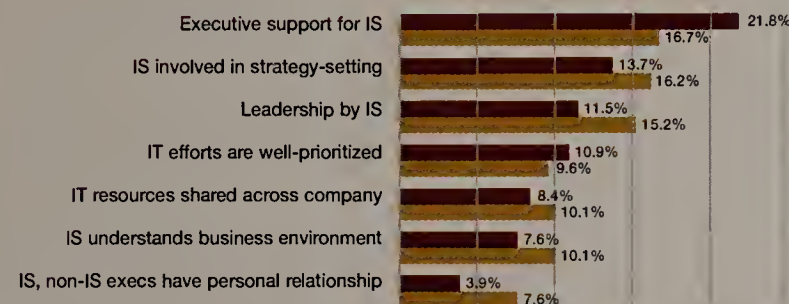 Executive support for IS
21.8%
16.7%
IS involved in strategy-setting
13.7%
16.2%
Leadership by IS
11.5%
15.2%
IT efforts are well-prioritized
10.9%
9.6%
IT resources shared across company
8.4%
10.1%
IS understands business environment
7.6%
10.1%
IS, non-IS execs have personal relationship
3.9%
7.6%